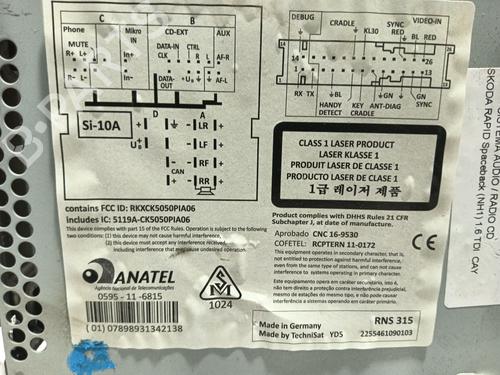 Phone
Mikro
IN
CD-EXT
AUX
MUTE
DATA-IN
CTRL
R+
L+
In+
CLK
AF-R
R-
L-
In-
DATA-OUT
AF-L
Si-10A
D
C
B
A
LR
LF
RF
RR
CAN
DEBUG
CRADLE
KL30
SYNC RED
VIDEO-IN
BL
RED
14
26
1
13
RX
TX
BL
HANDY DETECT
KEY CRADLE
ANT-DIAG
GN
GN SYNC
CLASS 1 LASER PRODUCT
LASER KLASSE 1
PRODUIT LASER DE CLASSE 1
PRODUCTO LASER DE CLASE 1
1급 레이저 제품
contains FCC ID: RKXCK5050PIA06
includes IC: 5119A-CK5050PIA06
This device complies with part 15 of the FCC Rules. Operation
is subject to the following two conditions:
(1) This device may not cause harmful interference, and
(2) this device must accept any interference received,
including interference that may cause undesired operation.
Product complies with DHHS Rules 21 CFR
Subchapter J, at date of manufacture.
Aprobado CNC 16-9530
COFETEL: RCPTERN 11-0172
This equipment operates in secondary character, that is,
not entitled to protection against harmful interference,
even from stations of the same type and may not cause
interference to systems operating in primary character.
Este equipamento opera em caráter secundário, isto é,
não tem direito a proteção contra interferência prejudicial,
mesmo de estações do mesmo tipo e não pode causar
interferência a sistemas operando em caráter primário.
ANATEL
Agência Nacional de Telecomunicações
0595-11-6815
(01)07898931342138
1024
Made in Germany
RNS 315
Made by TechniSat YD5
2255461090103
SISTEMA AUDIO / RADIO CD
SKODA RAPID Spaceback (NH1) 1.6 TDI CAY